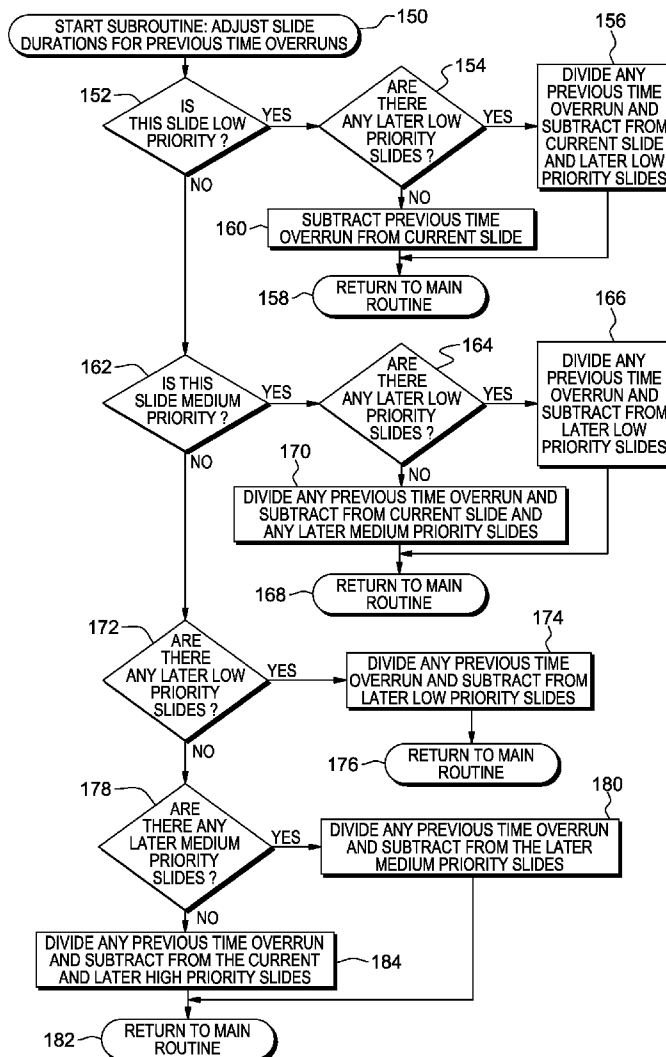 START SUBROUTINE: ADJUST SLIDE
DURATIONS FOR PREVIOUS TIME OVERRUNS
150
152
IS
THIS SLIDE LOW
PRIORITY ?
YES
NO
154
ARE
THERE
ANY LATER LOW
PRIORITY
SLIDES ?
YES
NO
156
DIVIDE ANY
PREVIOUS TIME
OVERRUN AND
SUBTRACT FROM
CURRENT SLIDE
AND LATER LOW
PRIORITY SLIDES
160
SUBTRACT PREVIOUS TIME
OVERRUN FROM CURRENT SLIDE
158
RETURN TO MAIN
ROUTINE
162
IS THIS
SLIDE MEDIUM
PRIORITY ?
YES
NO
164
ARE
THERE
ANY LATER LOW
PRIORITY
SLIDES ?
YES
NO
166
DIVIDE ANY
PREVIOUS TIME
OVERRUN AND
SUBTRACT FROM
LATER LOW
PRIORITY SLIDES
170
DIVIDE ANY PREVIOUS TIME OVERRUN AND
SUBTRACT FROM CURRENT SLIDE AND
ANY LATER MEDIUM PRIORITY SLIDES
168
RETURN TO MAIN
ROUTINE
172
ARE
THERE
ANY LATER LOW
PRIORITY
SLIDES ?
YES
NO
174
DIVIDE ANY PREVIOUS TIME
OVERRUN AND SUBTRACT FROM
LATER LOW PRIORITY SLIDES
176
RETURN TO MAIN
ROUTINE
178
ARE
THERE ANY
LATER MEDIUM
PRIORITY
SLIDES ?
YES
NO
180
DIVIDE ANY PREVIOUS TIME OVERRUN
AND SUBTRACT FROM THE LATER
MEDIUM PRIORITY SLIDES
DIVIDE ANY PREVIOUS TIME OVERRUN
AND SUBTRACT FROM THE CURRENT
AND LATER HIGH PRIORITY SLIDES
184
182
RETURN TO MAIN
ROUTINE